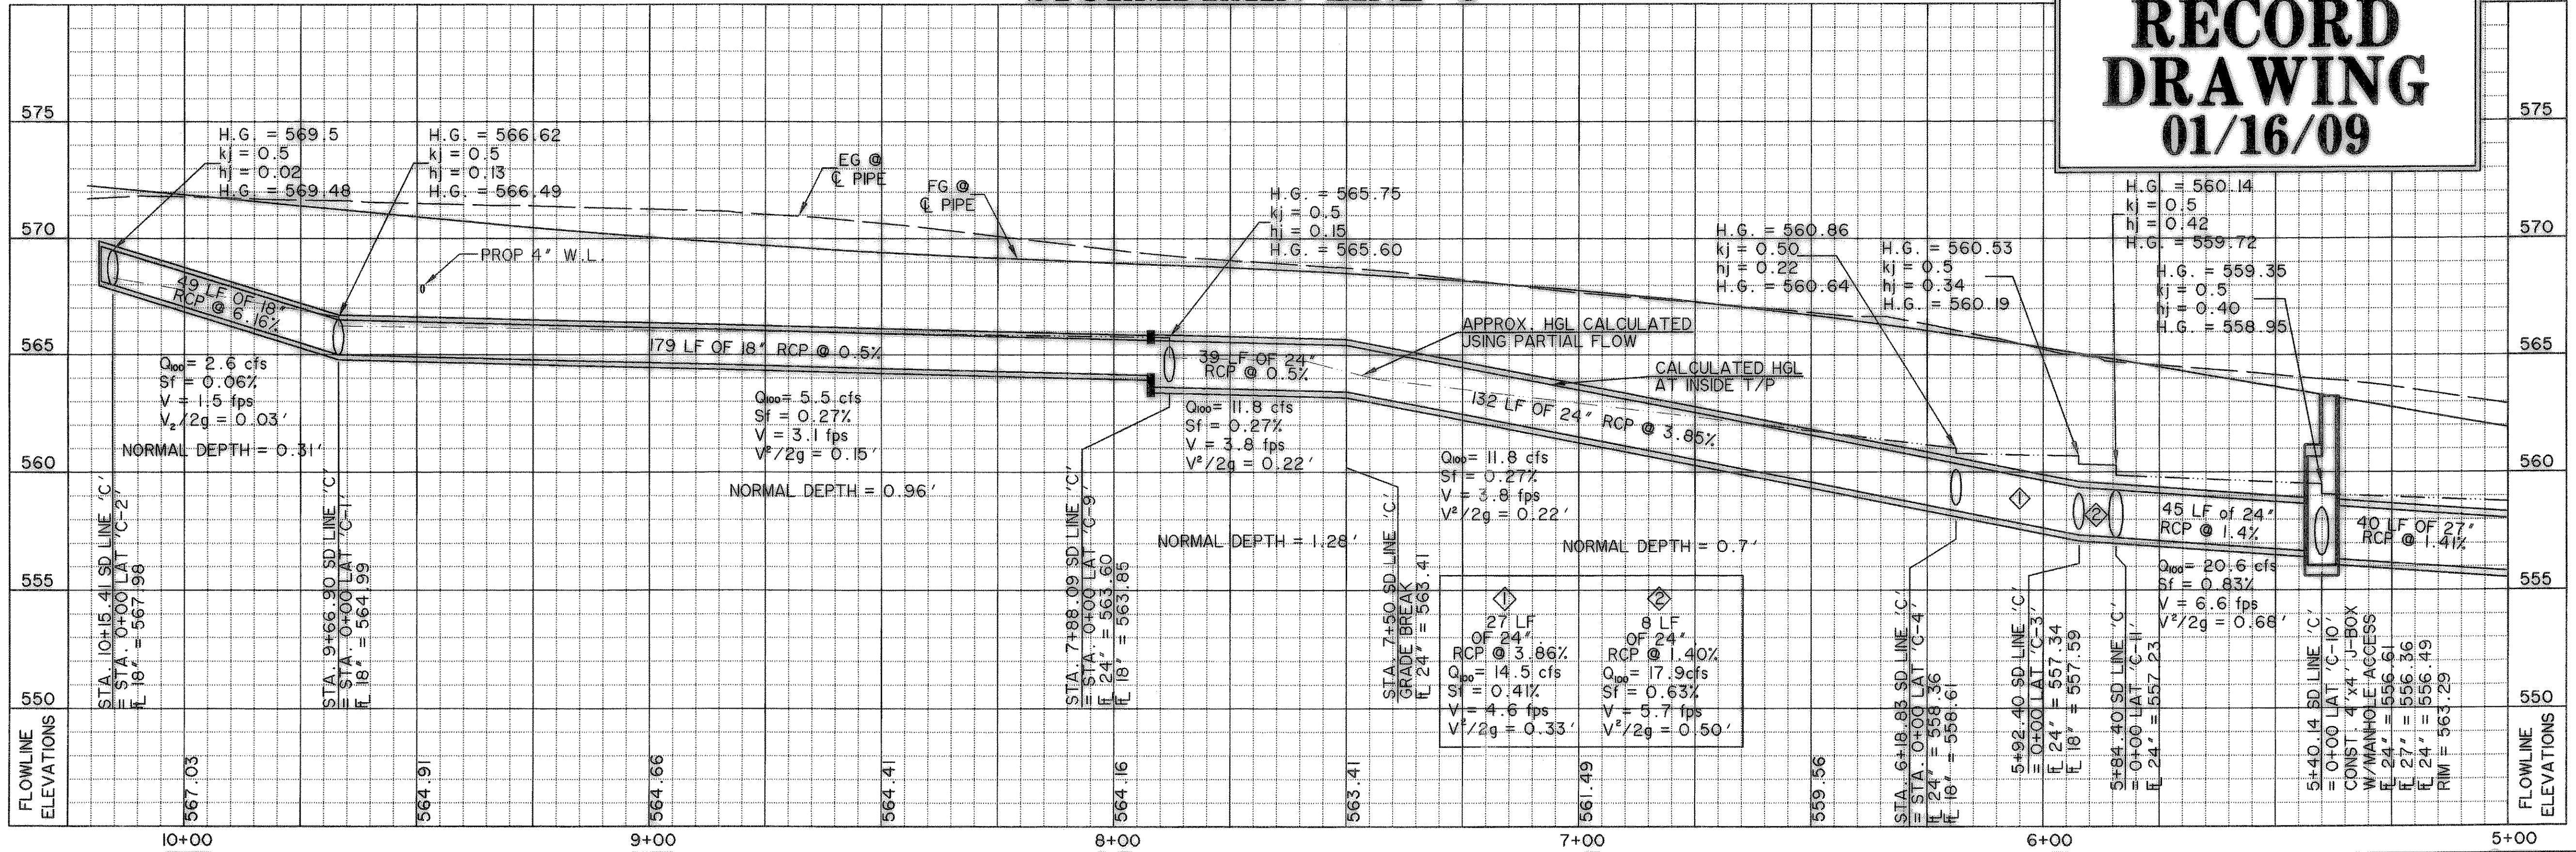 RECORD
DRAWING
01/16/09
575
575
570
570
565
565
560
560
555
555
550
550
FLOWLINE
ELEVATIONS
FLOWLINE
ELEVATIONS
H.G. = 569.5
kj = 0.5
hj = 0.02
H.G. = 569.48
H.G. = 566.62
kj = 0.5
hj = 0.13
H.G. = 566.49
EG @
℄ PIPE
FG @
℄ PIPE
PROP 4" W.L.
H.G. = 565.75
kj = 0.5
hj = 0.15
H.G. = 565.60
H.G. = 560.86
kj = 0.50
hj = 0.22
H.G. = 560.64
H.G. = 560.53
kj = 0.5
hj = 0.34
H.G. = 560.19
H.G. = 560.14
kj = 0.5
hj = 0.42
H.G. = 559.72
H.G. = 559.35
kj = 0.5
hj = 0.40
H.G. = 558.95
49 LF OF 18"
RCP @ 6.16%
179 LF OF 18" RCP @ 0.5%
39 LF OF 24"
RCP @ 0.5%
APPROX. HGL CALCULATED
USING PARTIAL FLOW
CALCULATED HGL
AT INSIDE T/P
132 LF OF 24" RCP @ 3.85%
1
2
45 LF of 24"
RCP @ 1.4%
40 LF OF 27"
RCP @ 1.41%
Q₁₀₀= 2.6 cfs
Sf = 0.06%
V = 1.5 fps
V₂/2g = 0.03'
NORMAL DEPTH = 0.31'
Q₁₀₀= 5.5 cfs
Sf = 0.27%
V = 3.1 fps
V²/2g = 0.15'
NORMAL DEPTH = 0.96'
Q₁₀₀= 11.8 cfs
Sf = 0.27%
V = 3.8 fps
V²/2g = 0.22'
NORMAL DEPTH = 1.28'
Q₁₀₀= 11.8 cfs
Sf = 0.27%
V = 3.8 fps
V²/2g = 0.22'
NORMAL DEPTH = 0.7'
Q₁₀₀= 20.6 cfs
Sf = 0.83%
V = 6.6 fps
V²/2g = 0.68'
1
27 LF
OF 24"
RCP @ 3.86%
Q₁₀₀= 14.5 cfs
Sf = 0.41%
V = 4.6 fps
V²/2g = 0.33'
2
8 LF
OF 24"
RCP @ 1.40%
Q₁₀₀= 17.9cfs
Sf = 0.63%
V = 5.7 fps
V²/2g = 0.50'
STA. 10+15.41 SD LINE 'C'
= STA. 0+00 LAT 'C-2'
FL 18" = 567.98
STA. 9+66.90 SD LINE 'C'
= STA. 0+00 LAT 'C-1'
FL 18" = 564.99
STA. 7+88.09 SD LINE 'C'
= STA. 0+00 LAT 'C-9'
FL 24" = 563.60
FL 18" = 563.85
STA. 7+50 SD LINE 'C'
GRADE BREAK
FL 24" = 563.41
STA. 6+18.83 SD LINE 'C'
= STA. 0+00 LAT 'C-4'
FL 24" = 558.36
FL 18" = 558.61
5+92.40 SD LINE 'C'
= 0+00 LAT 'C-3'
FL 24" = 557.34
FL 18" = 557.59
5+84.40 SD LINE 'C'
= 0+00 LAT 'C-11'
FL 24" = 557.23
5+40.14 SD LINE 'C'
= 0+00 LAT 'C-10'
CONST. 4'x4' J-BOX
W/MANHOLE ACCESS
FL 24" = 556.61
FL 27" = 556.36
FL 24" = 556.49
RIM = 563.29
567.03
564.91
564.66
564.41
564.16
563.41
561.49
559.56
10+00
9+00
8+00
7+00
6+00
5+00